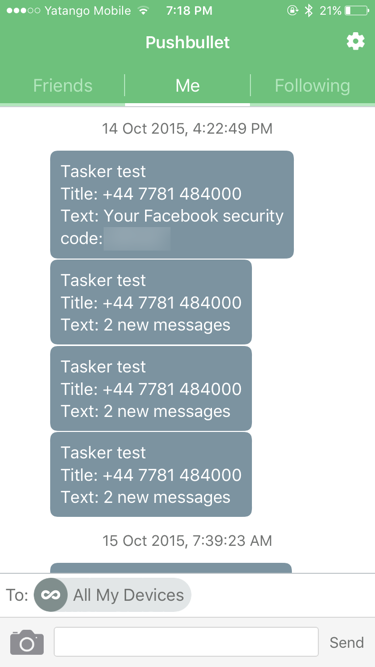 Yatango Mobile 7:18 PM 21%
Pushbullet
Friends Me Following
14 Oct 2015, 4:22:49 PM
Tasker test
Title: +44 7781 484000
Text: Your Facebook security
code:
Tasker test
Title: +44 7781 484000
Text: 2 new messages
Tasker test
Title: +44 7781 484000
Text: 2 new messages
Tasker test
Title: +44 7781 484000
Text: 2 new messages
15 Oct 2015, 7:39:23 AM
To: All My Devices
Send